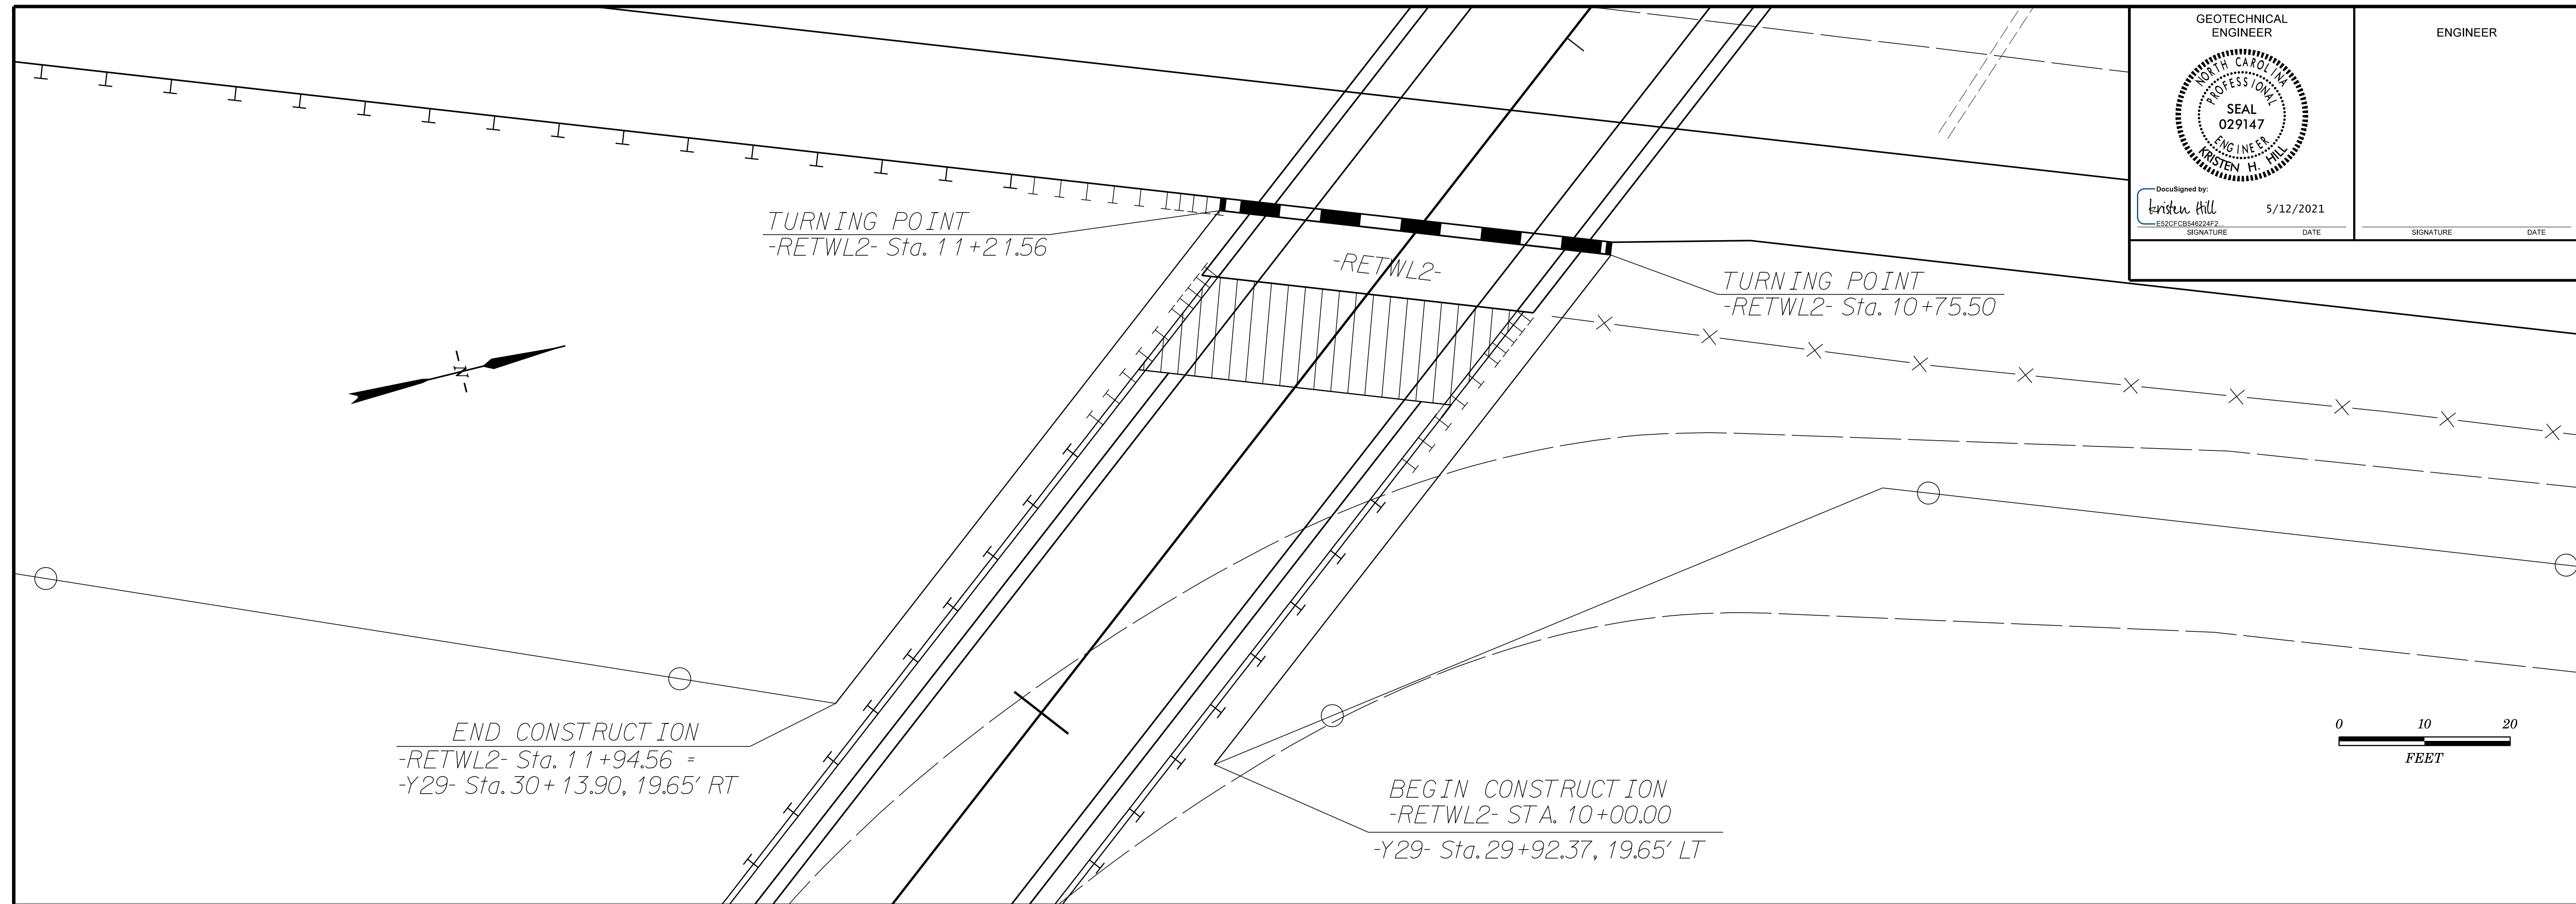 GEOTECHNICAL
ENGINEER
NORTH CAROLINA
PROFESSIONAL
SEAL
029147
ENGINEER
KRISTEN H. HILL
DocuSigned by:
Kristen Hill
5/12/2021
E52CFCB546224F2...
SIGNATURE DATE
ENGINEER
SIGNATURE DATE
TURNING POINT
-RETWL2- Sta. 11+21.56
-RETWL2-
TURNING POINT
-RETWL2- Sta. 10+75.50
N
END CONSTRUCTION
-RETWL2- Sta. 11+94.56 =
-Y29- Sta. 30+13.90, 19.65' RT
BEGIN CONSTRUCTION
-RETWL2- STA. 10+00.00
-Y29- Sta. 29+92.37, 19.65' LT
0 10 20
FEET